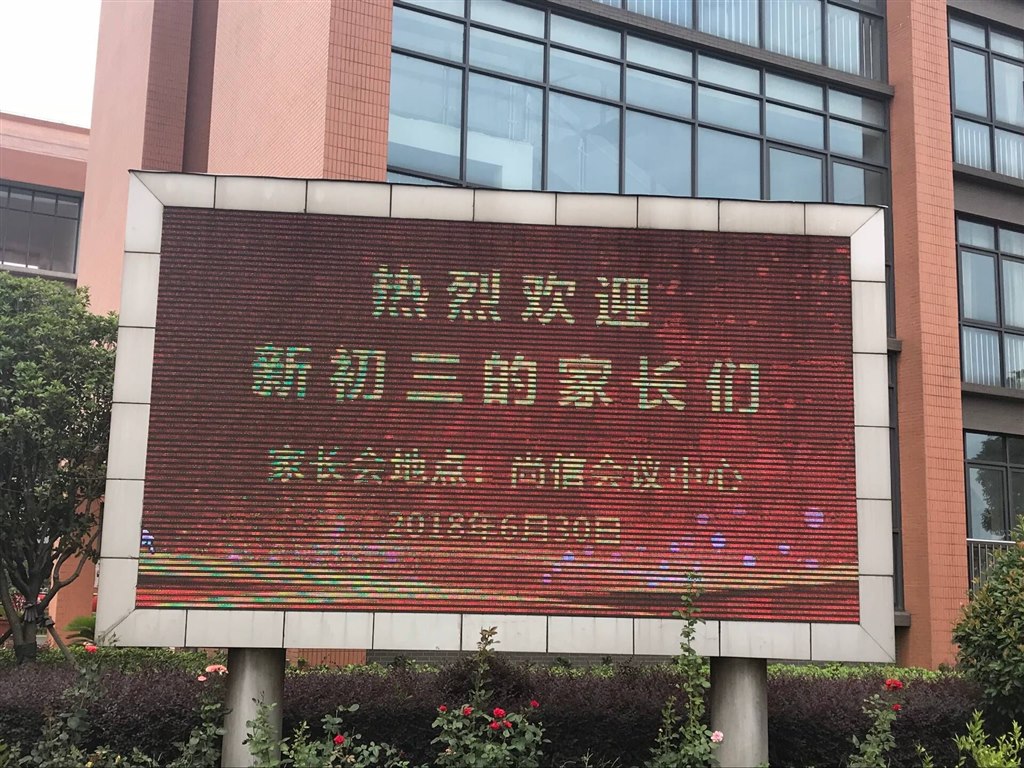 热烈欢迎
新初三的家长们
家长会地点：尚信会议中心
2018年6月30日